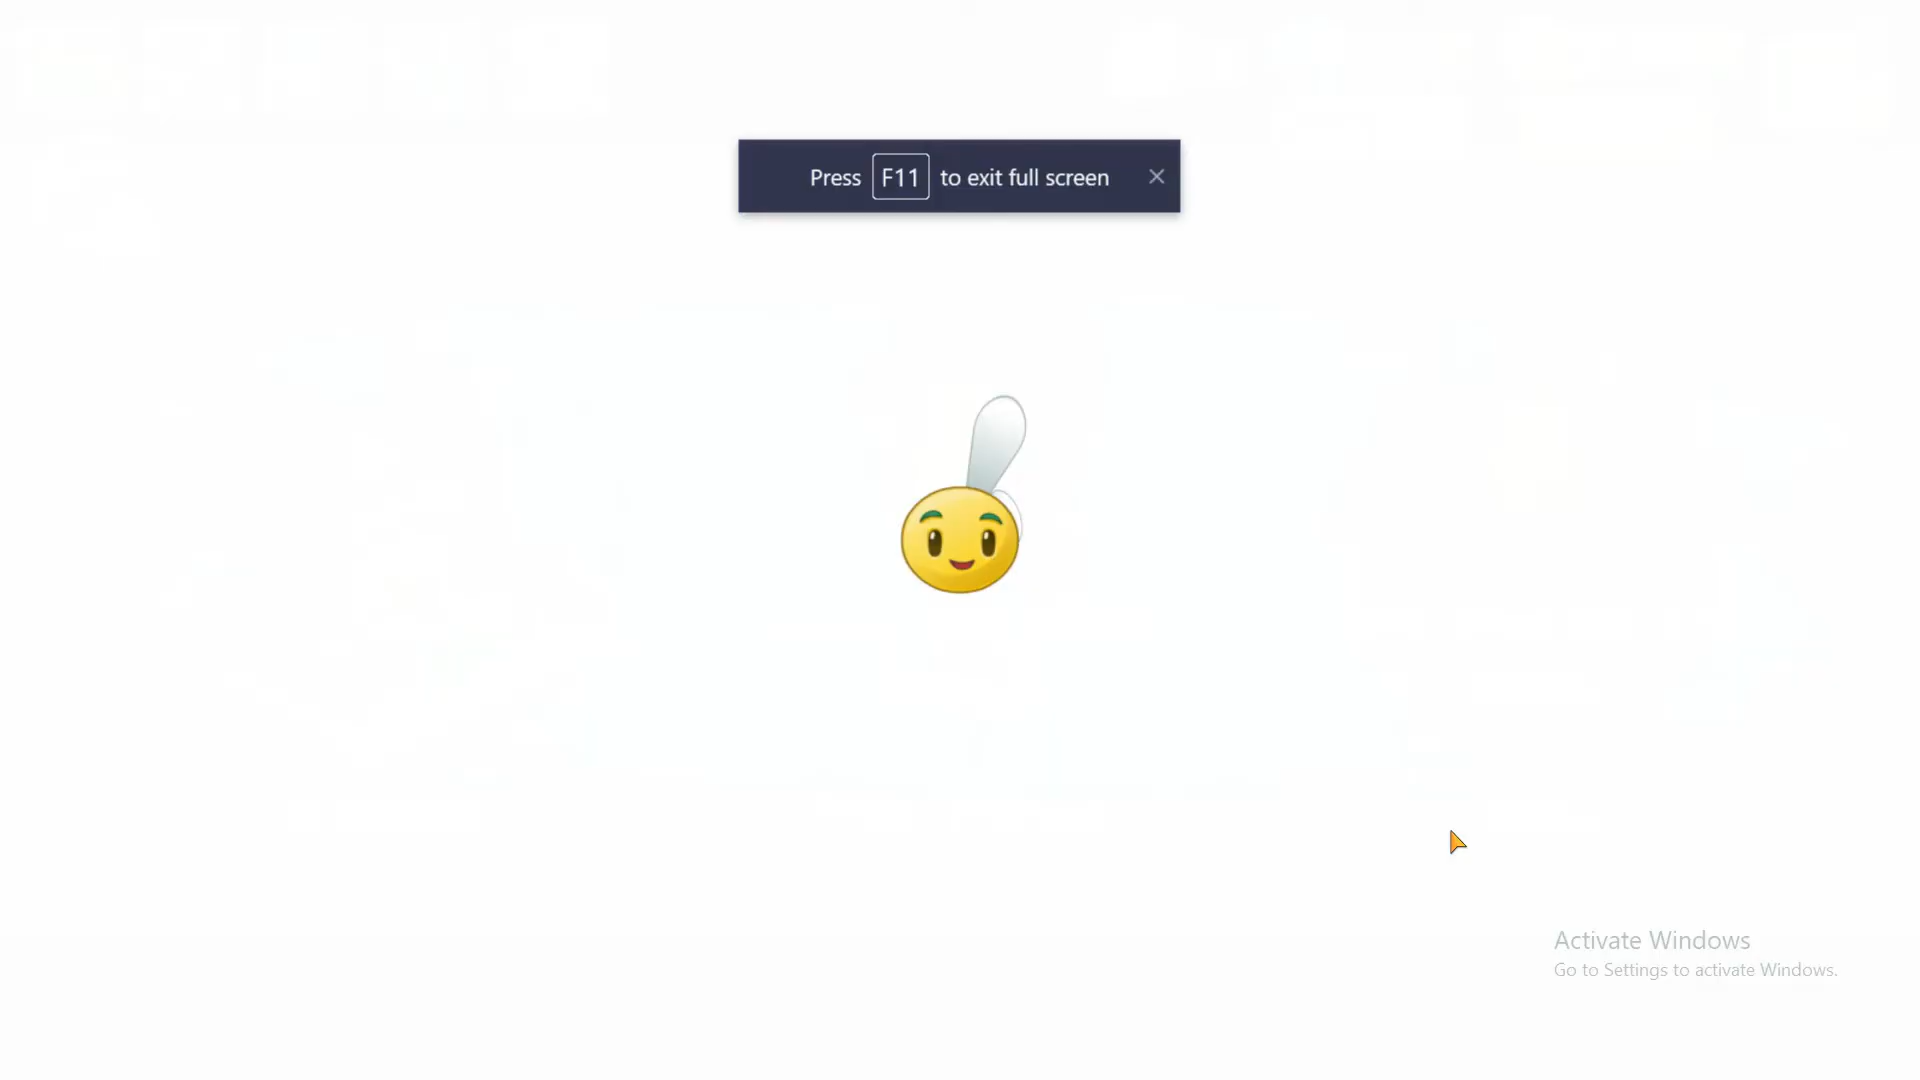 Press F11 to exit full screen
Activate Windows
Go to Settings to activate Windows.